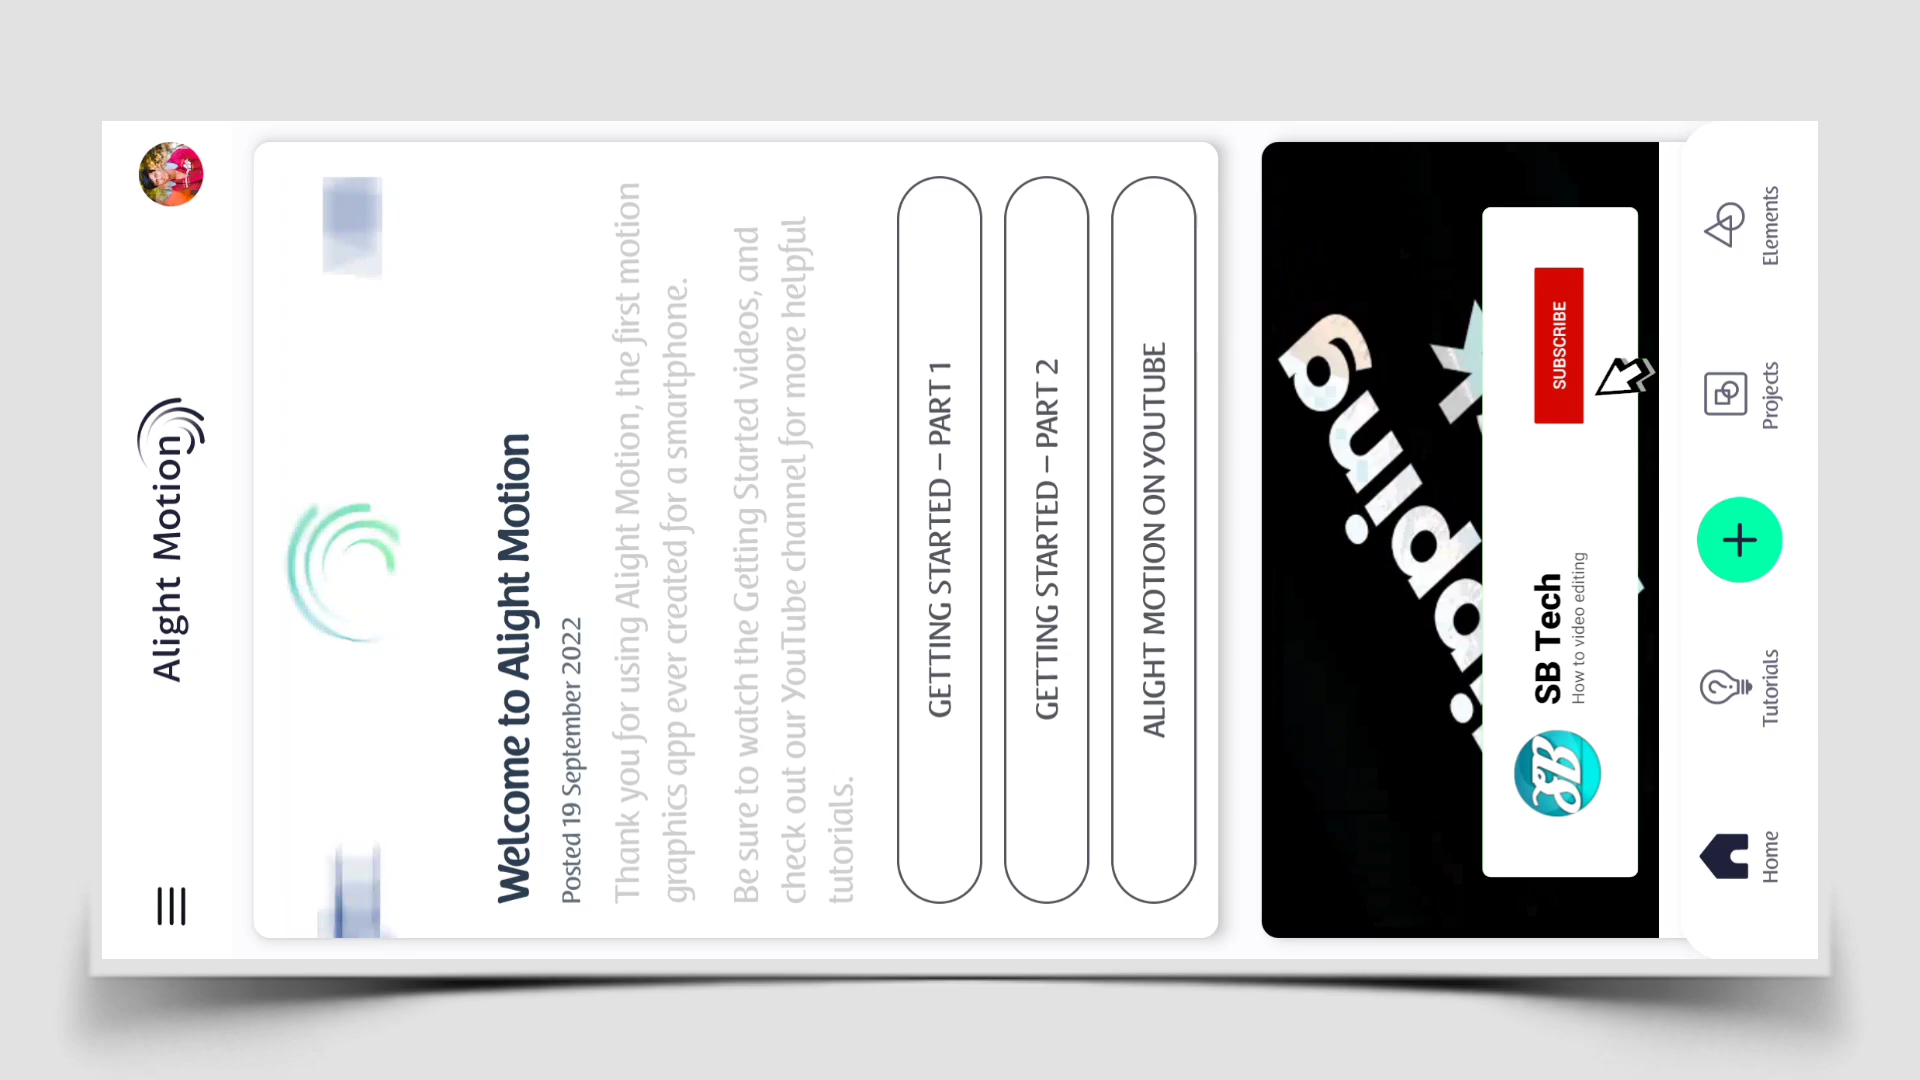 Alight Motion
Welcome to Alight Motion
Posted 19 September 2022
Thank you for using Alight Motion, the first motion
graphics app ever created for a smartphone.
Be sure to watch the Getting Started videos, and
check out our YouTube channel for more helpful
tutorials.
GETTING STARTED – PART 1
GETTING STARTED – PART 2
ALIGHT MOTION ON YOUTUBE
SB
SB Tech
How to video editing
SUBSCRIBE
Home
Tutorials
Projects
Elements